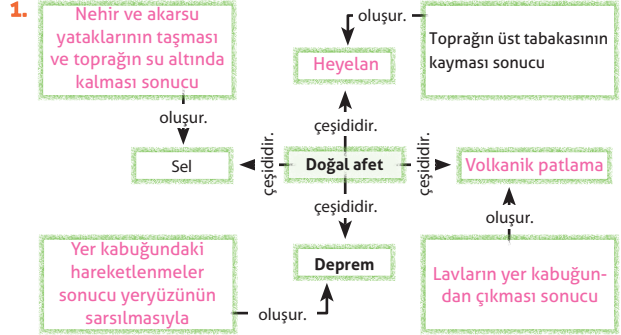 1.
Nehir ve akarsu
yataklarının taşması
ve toprağın su altında
kalması sonucu
oluşur.
Toprağın üst tabakasının
kayması sonucu
Heyelan
oluşur.
çeşididir.
Sel
çeşididir.
Doğal afet
çeşididir.
Volkanik patlama
çeşididir.
oluşur.
Yer kabuğundaki
hareketlenmeler
sonucu yeryüzünün
sarsılmasıyla
oluşur.
Deprem
Lavların yer kabuğun-
dan çıkması sonucu